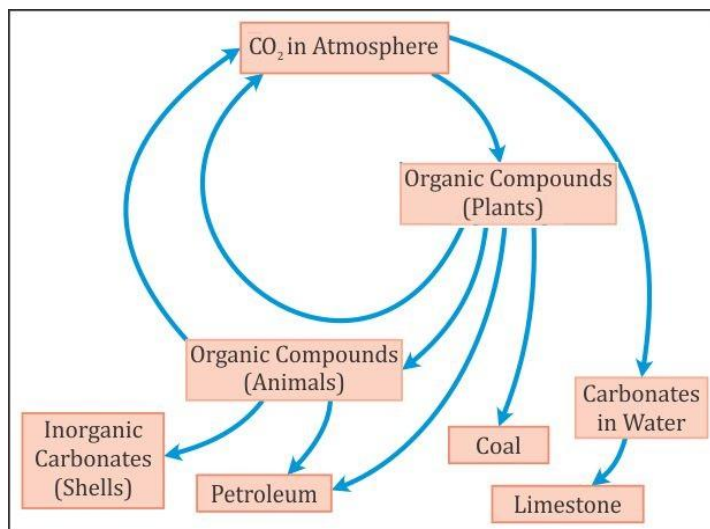 CO₂ in Atmosphere
Organic Compounds
(Plants)
Organic Compounds
(Animals)
Carbonates
in Water
Inorganic
Carbonates
(Shells)
Coal
Petroleum
Limestone